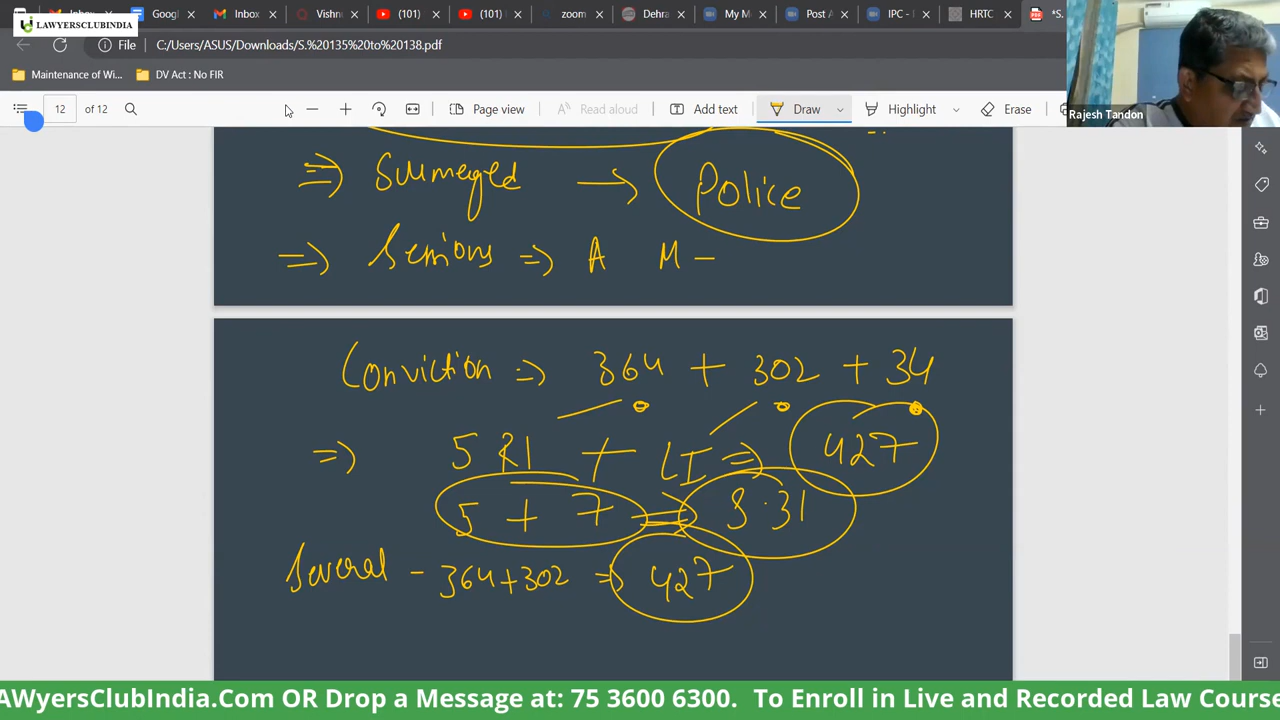 LAWYERSCLUBINDIA
Googl
Inbox
Inbox
Vishn
(101)
(101)
Dehra
My M
Post
IPC -
HRTC
*S.
File
C:/Users/ASUS/Downloads/S.%20135%20to%20138.pdf
Maintenance of Wi...
DV Act : No FIR
12 of 12
Page view
Read aloud
Add text
Draw
Highlight
Erase
Rajesh Tandon
=> Submerged → Police
=> Seniors => A M -
Conviction => 364 + 302 + 34
=> 5 RI + LI => 427
5 + 7 = S.31
Several - 364+302 => 427
AWyersClubIndia.Com OR Drop a Message at: 75 3600 6300. To Enroll in Live and Recorded Law Course